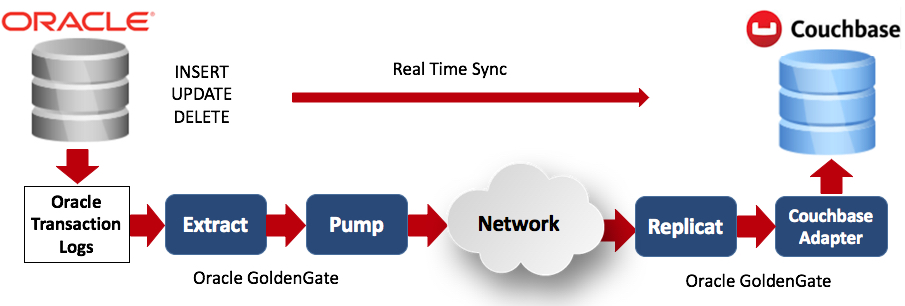 ORACLE®
Couchbase
INSERT
UPDATE
DELETE
Real Time Sync
Oracle
Transaction
Logs
Extract
Pump
Network
Replicat
Couchbase
Adapter
Oracle GoldenGate
Oracle GoldenGate